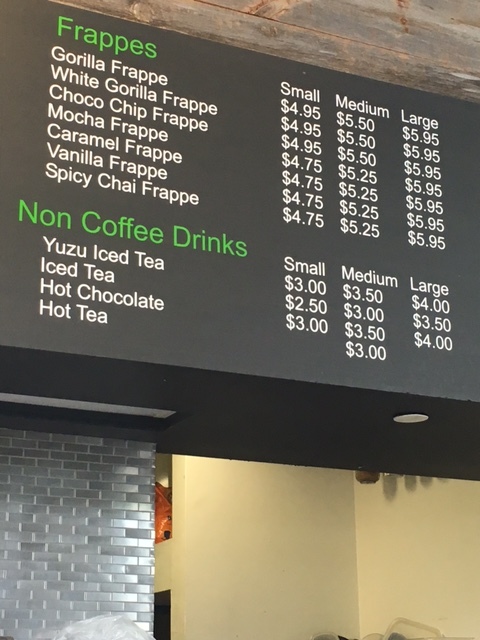 Frappes
Small Medium Large
Gorilla Frappe $4.95 $5.50 $5.95
White Gorilla Frappe $4.95 $5.50 $5.95
Choco Chip Frappe $4.95 $5.50 $5.95
Mocha Frappe $4.75 $5.25 $5.95
Caramel Frappe $4.75 $5.25 $5.95
Vanilla Frappe $4.75 $5.25 $5.95
Spicy Chai Frappe $4.75 $5.25 $5.95
Non Coffee Drinks
Small Medium Large
Yuzu Iced Tea $3.00 $3.50 $4.00
Iced Tea $2.50 $3.00 $3.50
Hot Chocolate $3.00 $3.50 $4.00
Hot Tea $3.00